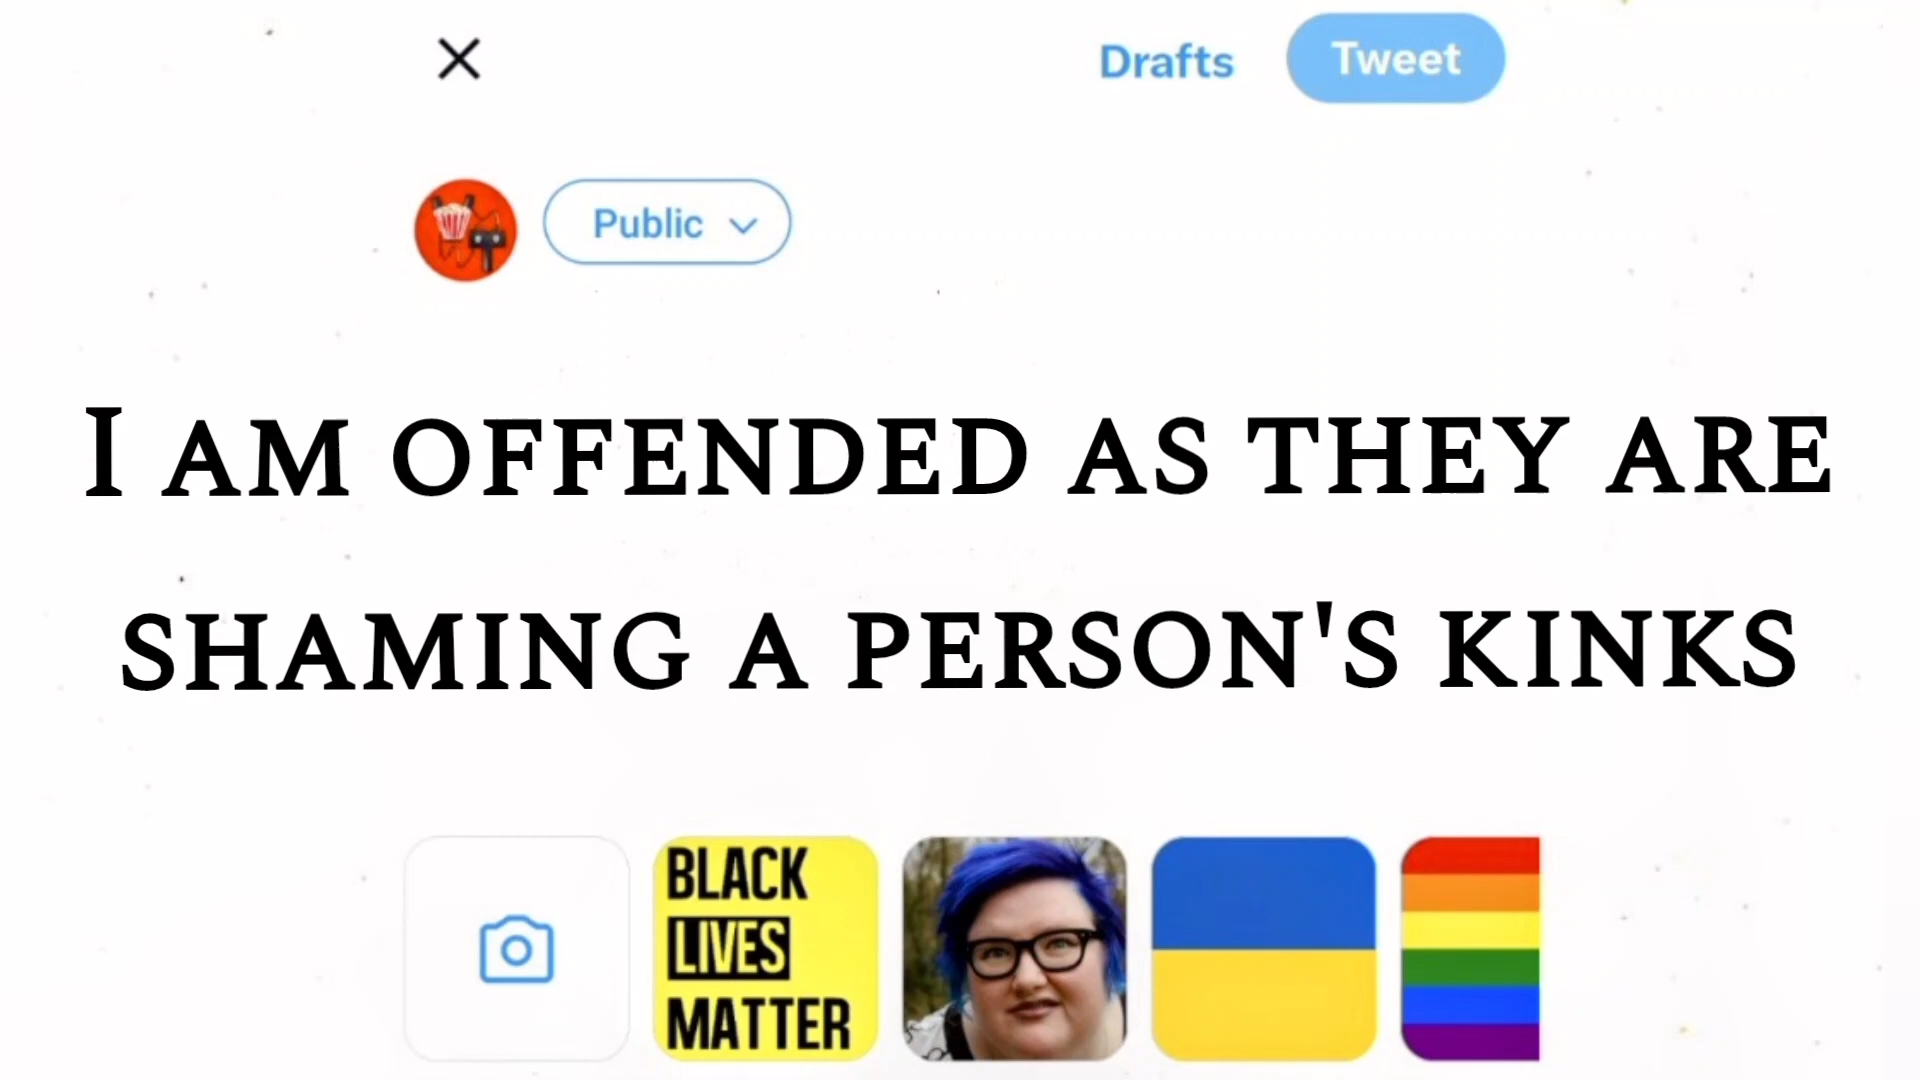 Drafts Tweet
Public
I AM OFFENDED AS THEY ARE
SHAMING A PERSON'S KINKS
BLACK
LIVES
MATTER